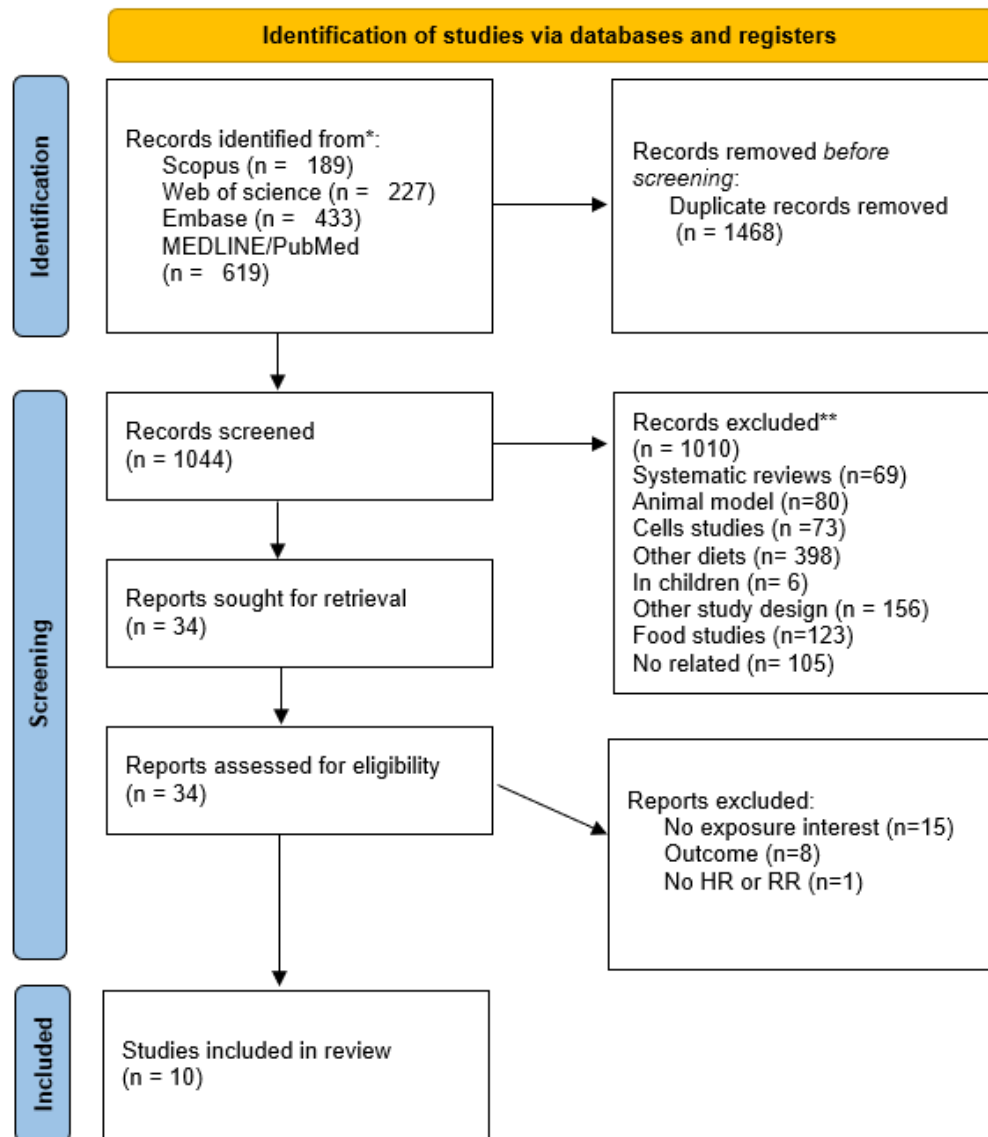 Identification of studies via databases and registers
Identification
Records identified from*:
Scopus (n = 189)
Web of science (n = 227)
Embase (n = 433)
MEDLINE/PubMed
(n = 619)
Records removed before
screening:
Duplicate records removed
(n = 1468)
Screening
Records screened
(n = 1044)
Records excluded**
(n = 1010)
Systematic reviews (n=69)
Animal model (n=80)
Cells studies (n =73)
Other diets (n= 398)
In children (n= 6)
Other study design (n = 156)
Food studies (n=123)
No related (n= 105)
Reports sought for retrieval
(n = 34)
Reports assessed for eligibility
(n = 34)
Reports excluded:
No exposure interest (n=15)
Outcome (n=8)
No HR or RR (n=1)
Included
Studies included in review
(n = 10)